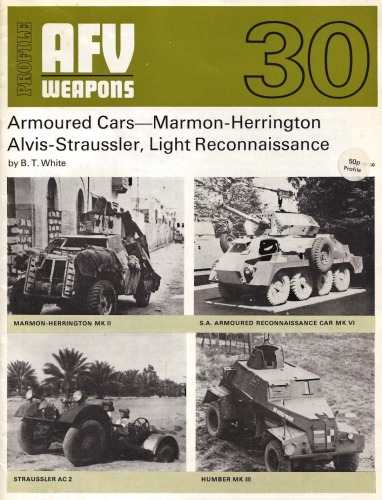 PROFILE
AFV
WEAPONS
30
Armoured Cars—Marmon-Herrington
Alvis-Straussler, Light Reconnaissance
by B. T. White
50p
Profile
MARMON-HERRINGTON MK II
S.A. ARMOURED RECONNAISSANCE CAR MK VI
STRAUSSLER AC 2
HUMBER MK III